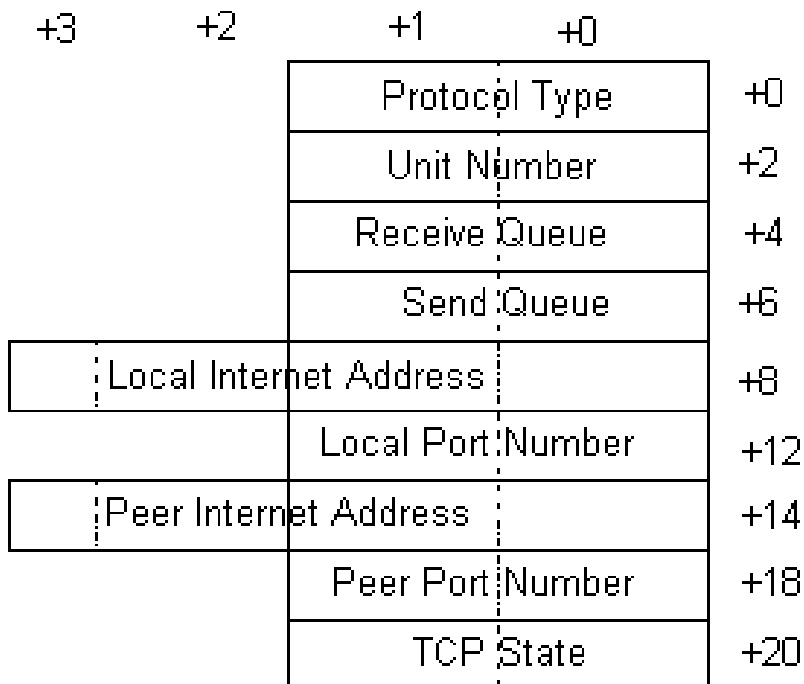 +3 +2 +1 +0
Protocol Type +0
Unit Number +2
Receive Queue +4
Send Queue +6
Local Internet Address +8
Local Port Number +12
Peer Internet Address +14
Peer Port Number +18
TCP State +20